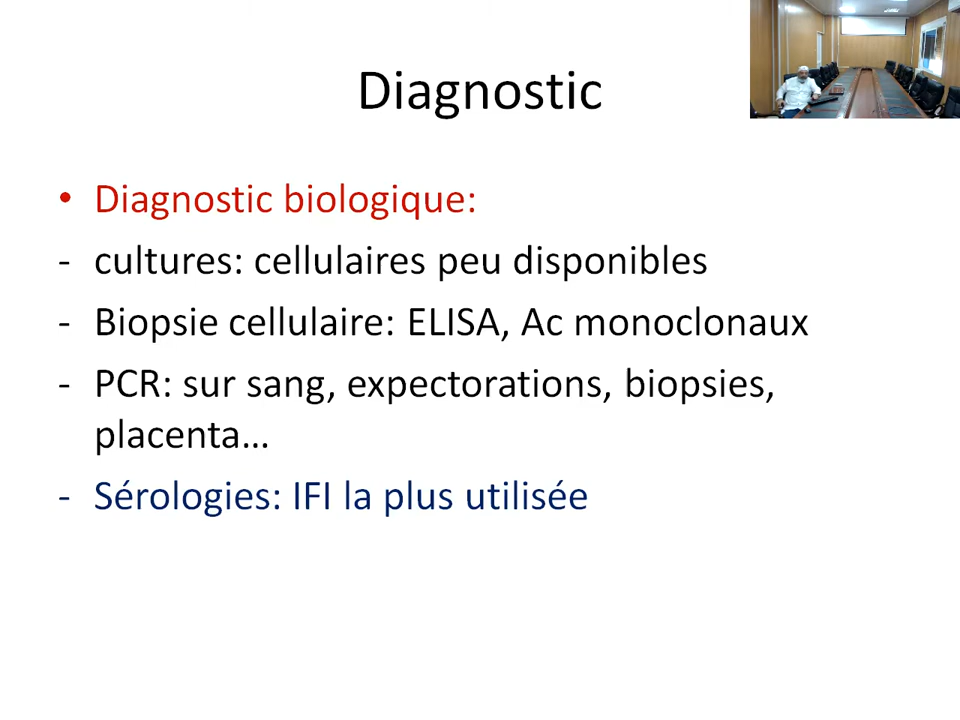 Diagnostic
• Diagnostic biologique:
- cultures: cellulaires peu disponibles
- Biopsie cellulaire: ELISA, Ac monoclonaux
- PCR: sur sang, expectorations, biopsies,
placenta…
- Sérologies: IFI la plus utilisée